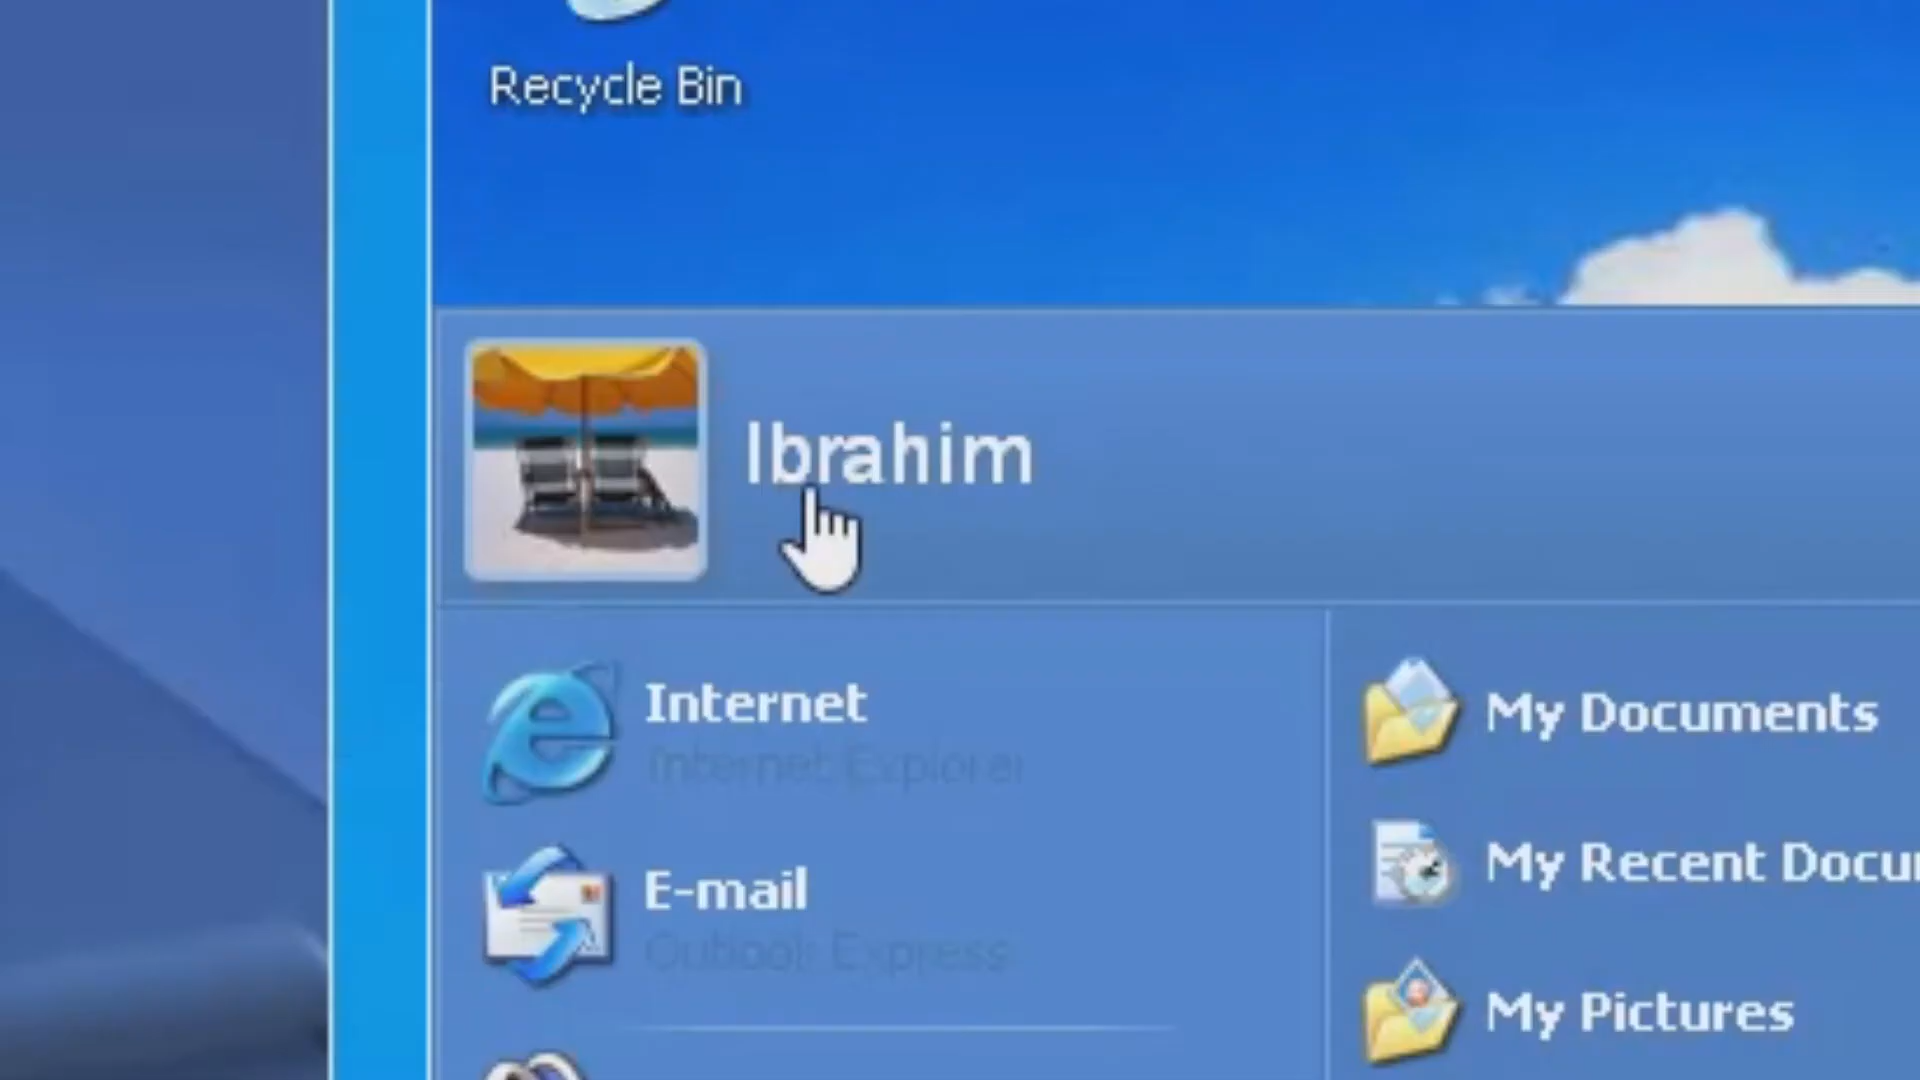 Recycle Bin
Ibrahim
Internet
Internet Explorer
E-mail
Outlook Express
My Documents
My Recent Docu
My Pictures